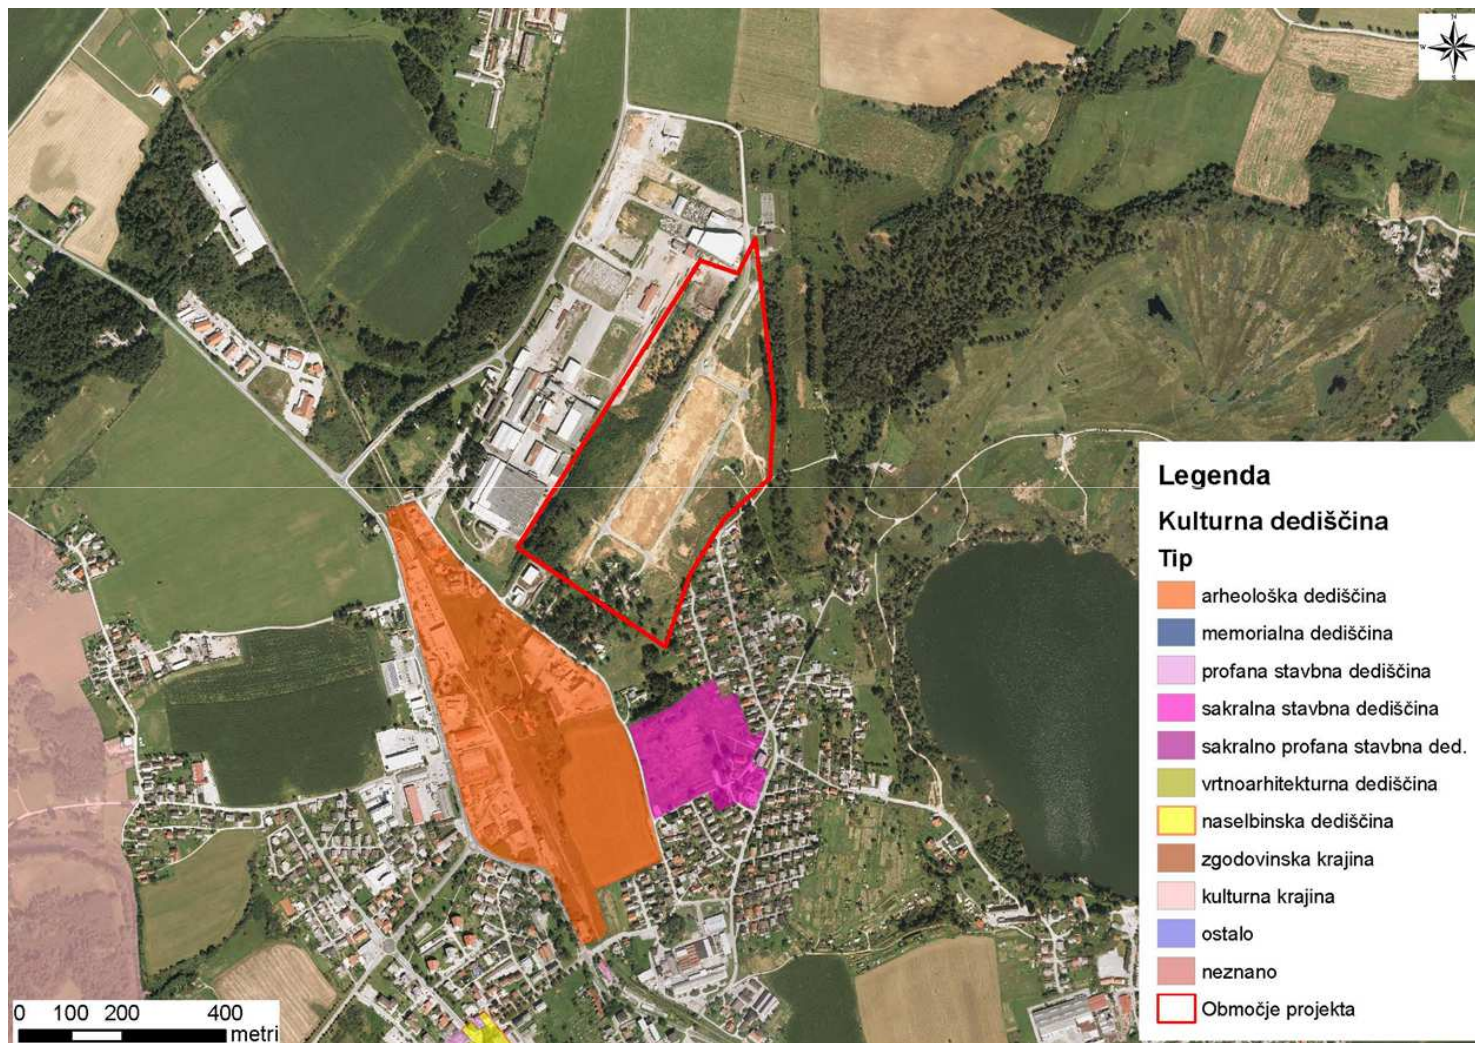 N
W
S
Legenda
Kulturna dediščina
Tip
arheološka dediščina
memorialna dediščina
profana stavbna dediščina
sakralna stavbna dediščina
sakralno profana stavbna ded.
vrtnoarhitekturna dediščina
naselbinska dediščina
zgodovinska krajina
kulturna krajina
ostalo
neznano
Območje projekta
0 100 200 400
metri